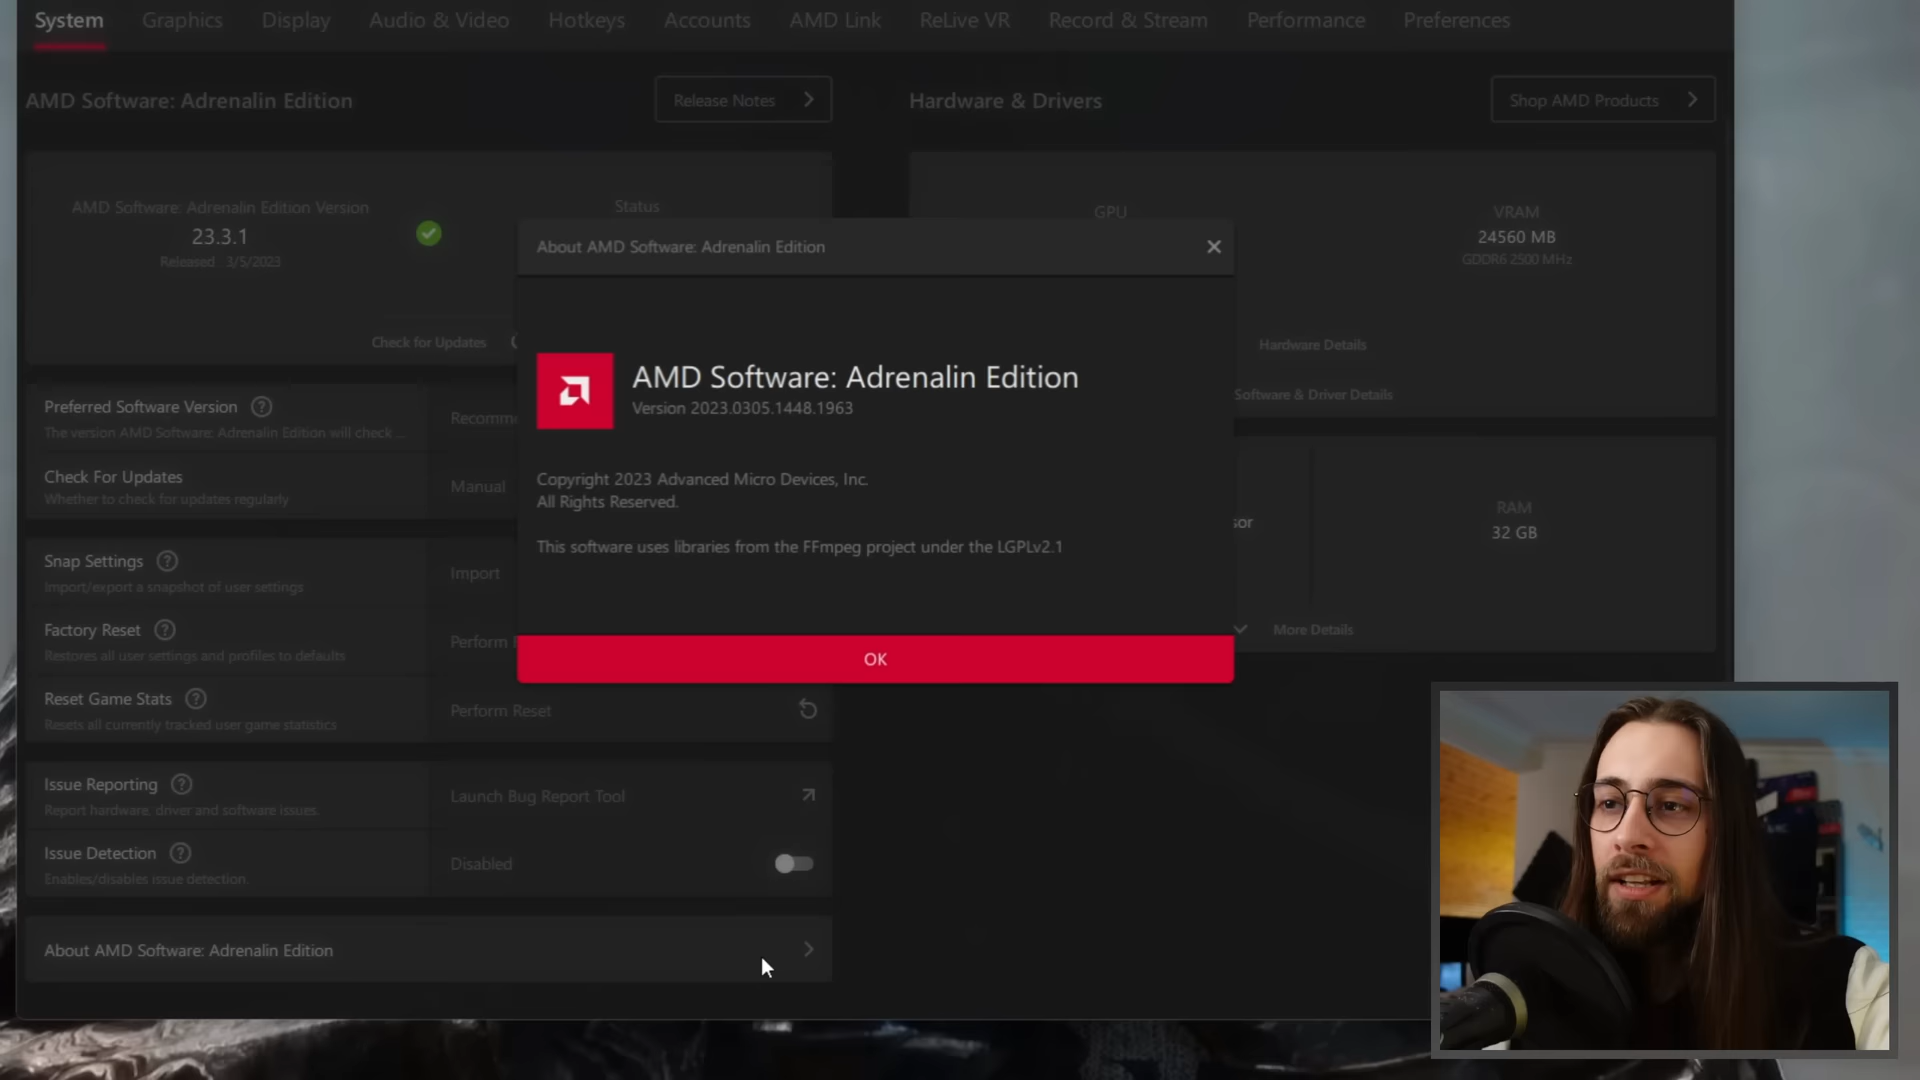 System Graphics Display Audio & Video Hotkeys Accounts AMD Link ReLive VR Record & Stream Performance Preferences
AMD Software: Adrenalin Edition
Release Notes
Hardware & Drivers
Shop AMD Products
AMD Software: Adrenalin Edition Version
23.3.1
Released 3/5/2023
Status
Check for Updates
GPU
VRAM
24560 MB
GDDR6 2500 MHz
Hardware Details
Software & Driver Details
About AMD Software: Adrenalin Edition
AMD Software: Adrenalin Edition
Version 2023.0305.1448.1963
Copyright 2023 Advanced Micro Devices, Inc.
All Rights Reserved.
This software uses libraries from the FFmpeg project under the LGPLv2.1
OK
Preferred Software Version
The version AMD Software: Adrenalin Edition will check ...
Recomm
Check For Updates
Whether to check for updates regularly
Manual
Snap Settings
Import/export a snapshot of user settings
Import
Factory Reset
Restores all user settings and profiles to defaults
Perform
Reset Game Stats
Resets all currently tracked user game statistics
Perform Reset
Issue Reporting
Report hardware, driver and software issues.
Launch Bug Report Tool
Issue Detection
Enables/disables issue detection.
Disabled
About AMD Software: Adrenalin Edition
sor
RAM
32 GB
More Details